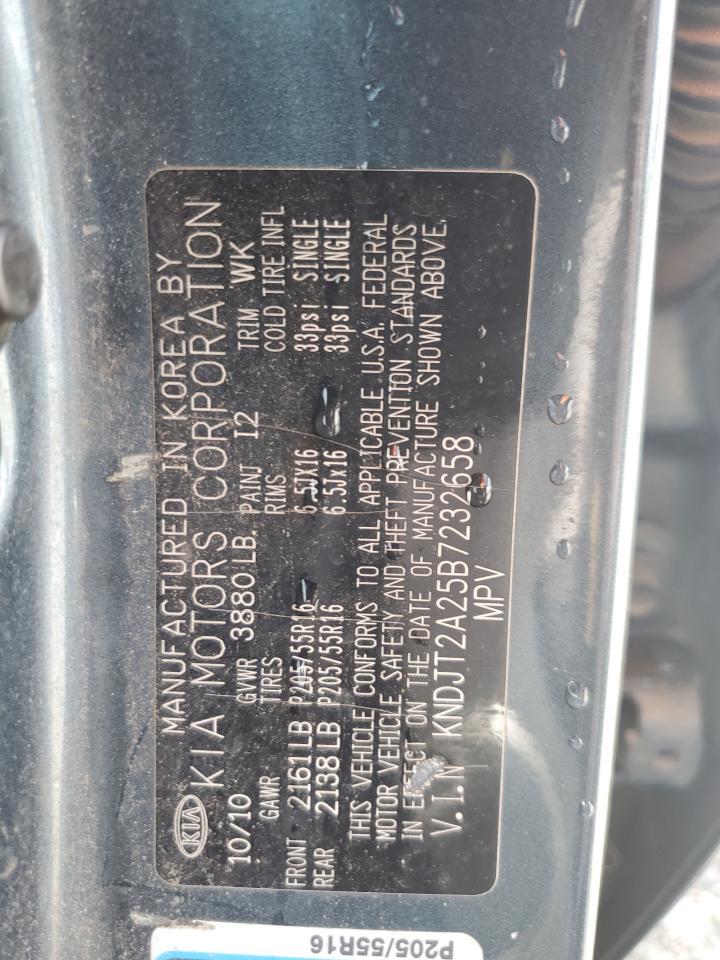 MANUFACTURED IN KOREA BY
KIA KIA MOTORS CORPORATION
10/10 GVWR 3880 LB. PAINT I2 TRIM WK
GAWR TIRES RIMS COLD TIRE INFL
FRONT 2161LB P205/55R16 6.5JX16 33psi SINGLE
REAR 2138LB P205/55R16 6.5Jx16 33psi SINGLE
THIS VEHICLE CONFORMS TO ALL APPLICABLE U.S.A. FEDERAL
MOTOR VEHICLE SAFETY AND THEFT PREVENTION STANDARDS
IN EFFECT ON THE DATE OF MANUFACTURE SHOWN ABOVE.
V.I.N KNDJT2A25B7232658
MPV
P205/55R16